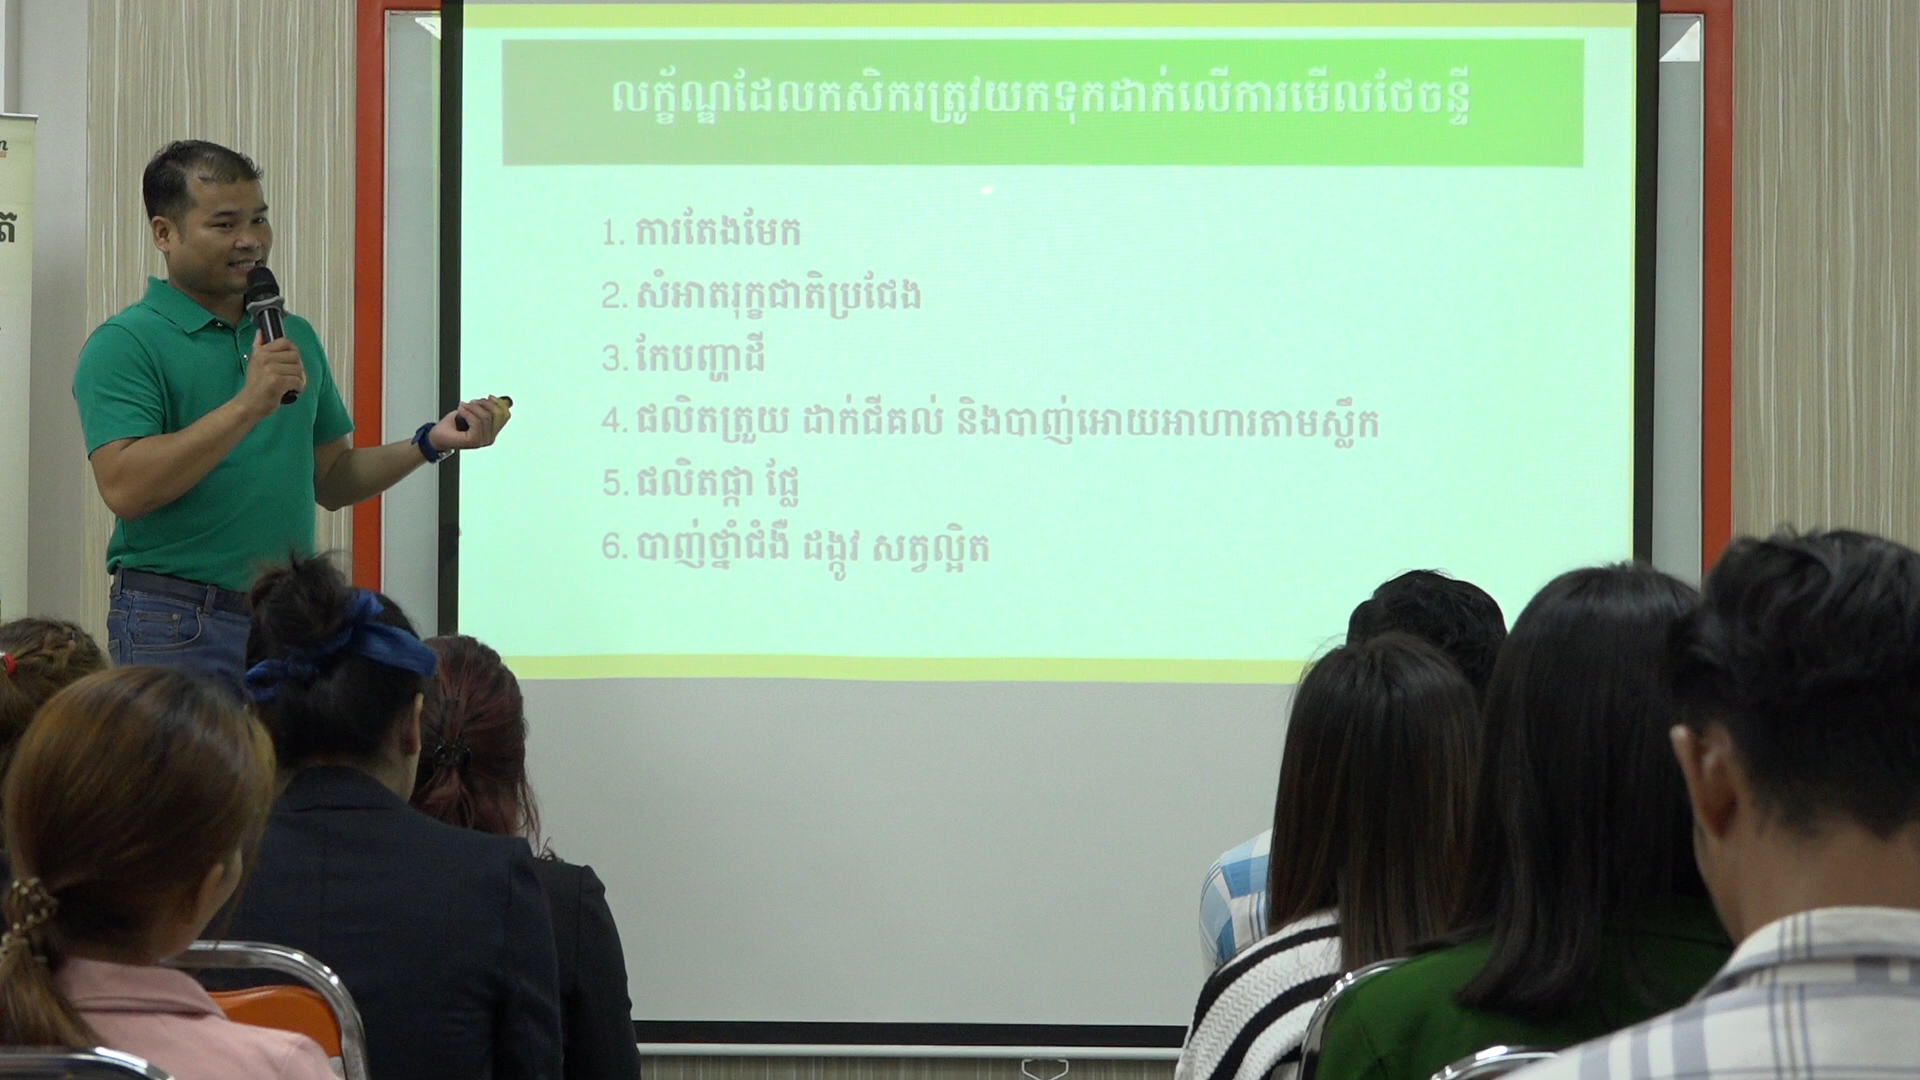 លក្ខ័ណ្ឌដែលកសិករត្រូវយកទុកដាក់លើការមើលថែចន្ទី
1. ការតែងមែក
2. សំអាតរុក្ខជាតិប្រជែង
3. កែបញ្ហាដី
4. ផលិតត្រួយ ដាក់ជីគល់ និងបាញ់អោយអាហារតាមស្លឹក
5. ផលិតផ្កា ផ្លែ
6. បាញ់ថ្នាំជំងឺ ដង្កូវ សត្វល្អិត